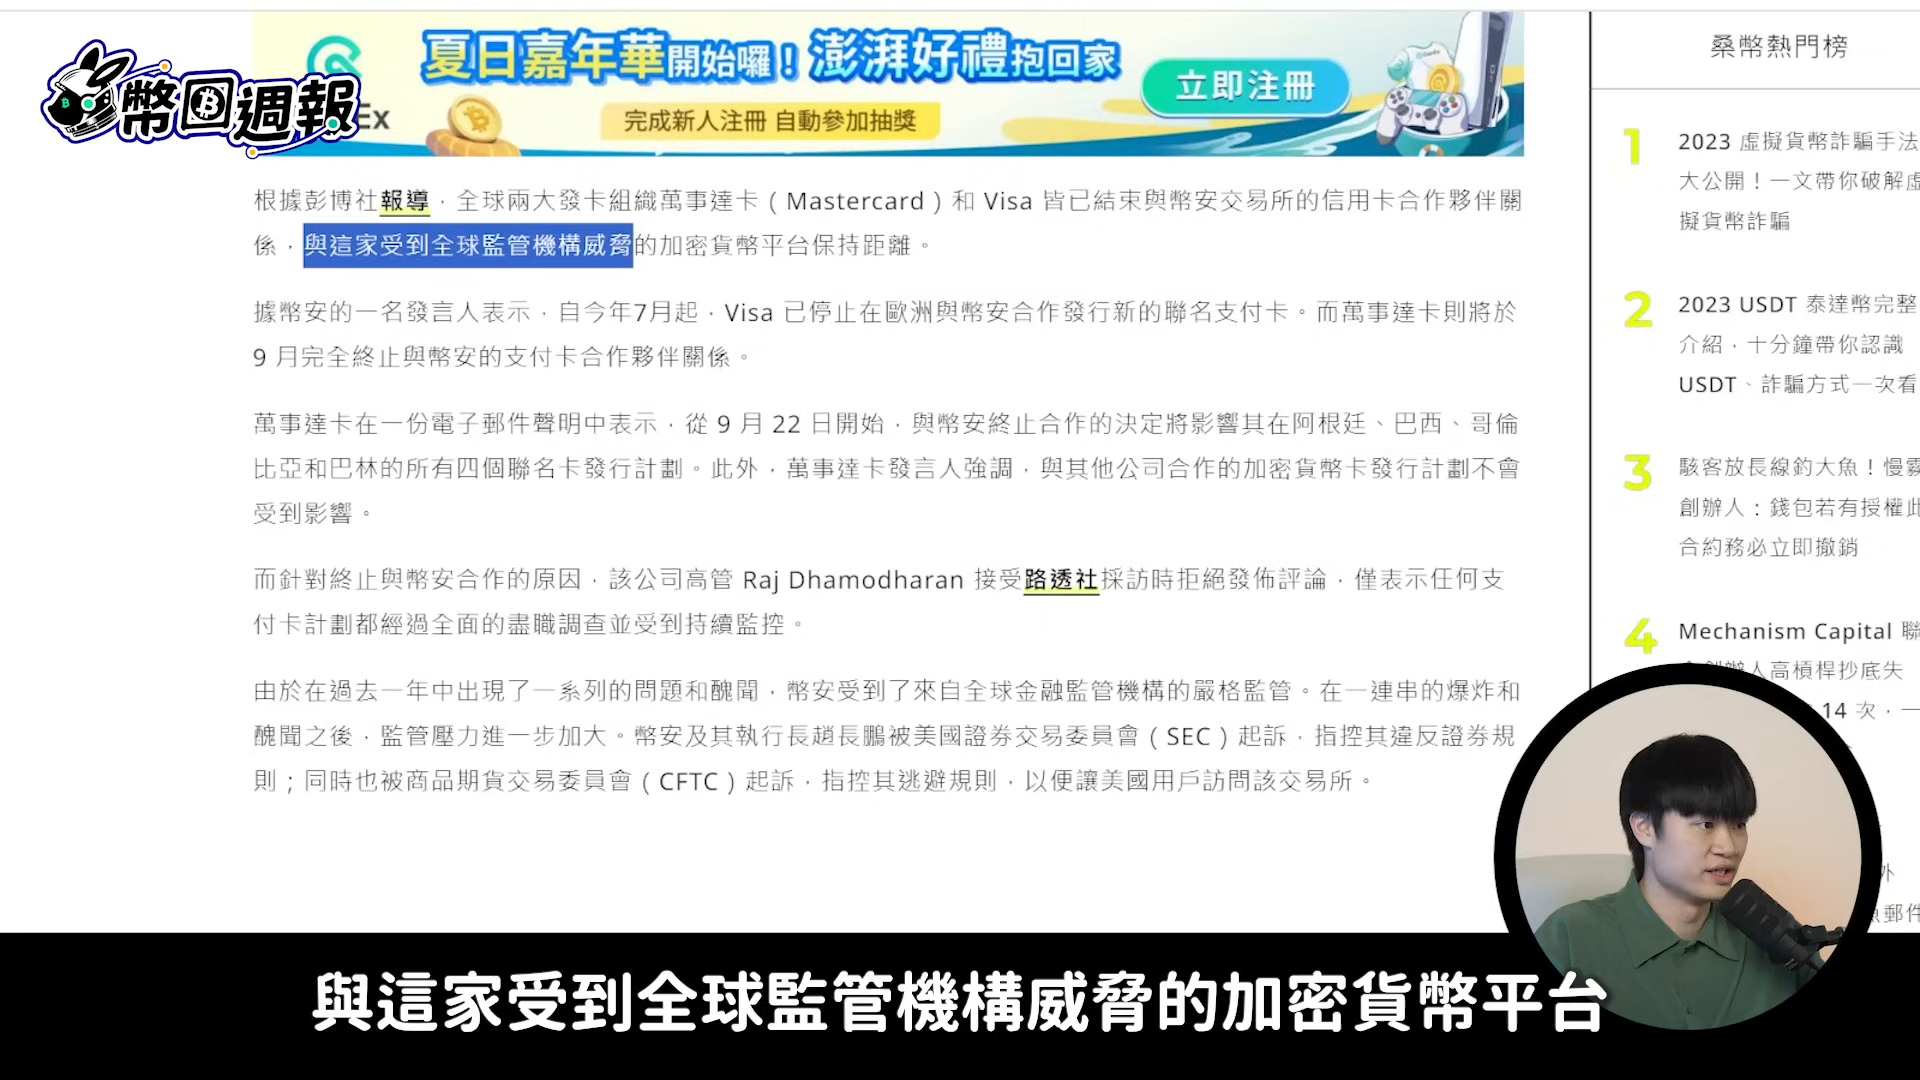 幣圈週報
Ex
夏日嘉年華開始囉！澎湃好禮抱回家
完成新人注冊 自動參加抽獎
立即注冊
根據彭博社報導，全球兩大發卡組織萬事達卡（Mastercard）和 Visa 皆已結束與幣安交易所的信用卡合作夥伴關
係，與這家受到全球監管機構威脅的加密貨幣平台保持距離。
據幣安的一名發言人表示，自今年7月起，Visa 已停止在歐洲與幣安合作發行新的聯名支付卡。而萬事達卡則將於
9 月完全終止與幣安的支付卡合作夥伴關係。
萬事達卡在一份電子郵件聲明中表示，從 9 月 22 日開始，與幣安終止合作的決定將影響其在阿根廷、巴西、哥倫
比亞和巴林的所有四個聯名卡發行計劃。此外，萬事達卡發言人強調，與其他公司合作的加密貨幣卡發行計劃不會
受到影響。
而針對終止與幣安合作的原因，該公司高管 Raj Dhamodharan 接受路透社採訪時拒絕發佈評論，僅表示任何支
付卡計劃都經過全面的盡職調查並受到持續監控。
由於在過去一年中出現了一系列的問題和醜聞，幣安受到了來自全球金融監管機構的嚴格監管。在一連串的爆炸和
醜聞之後，監管壓力進一步加大。幣安及其執行長趙長鵬被美國證券交易委員會（SEC）起訴，指控其違反證券規
則；同時也被商品期貨交易委員會（CFTC）起訴，指控其逃避規則，以便讓美國用戶訪問該交易所。
桑幣熱門榜
1
2023 虛擬貨幣詐騙手法
大公開！一文帶你破解虛
擬貨幣詐騙
2
2023 USDT 泰達幣完整
介紹，十分鐘帶你認識
USDT、詐騙方式一次看
3
駭客放長線釣大魚！慢霧
創辦人：錢包若有授權此
合約務必立即撤銷
4
Mechanism Capital 聯
人高槓桿抄底失
14 次，一
外
郵件
與這家受到全球監管機構威脅的加密貨幣平台